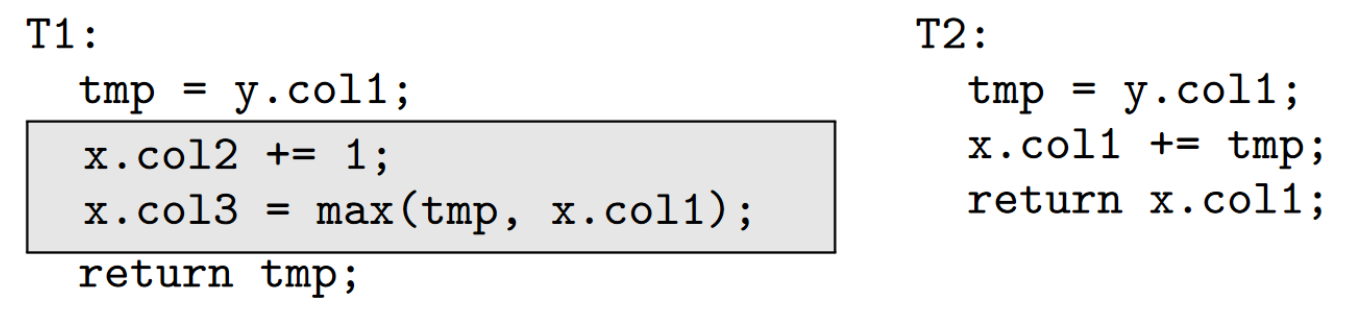 T1:
tmp = y.col1;
x.col2 += 1;
x.col3 = max(tmp, x.col1);
return tmp;
T2:
tmp = y.col1;
x.col1 += tmp;
return x.col1;